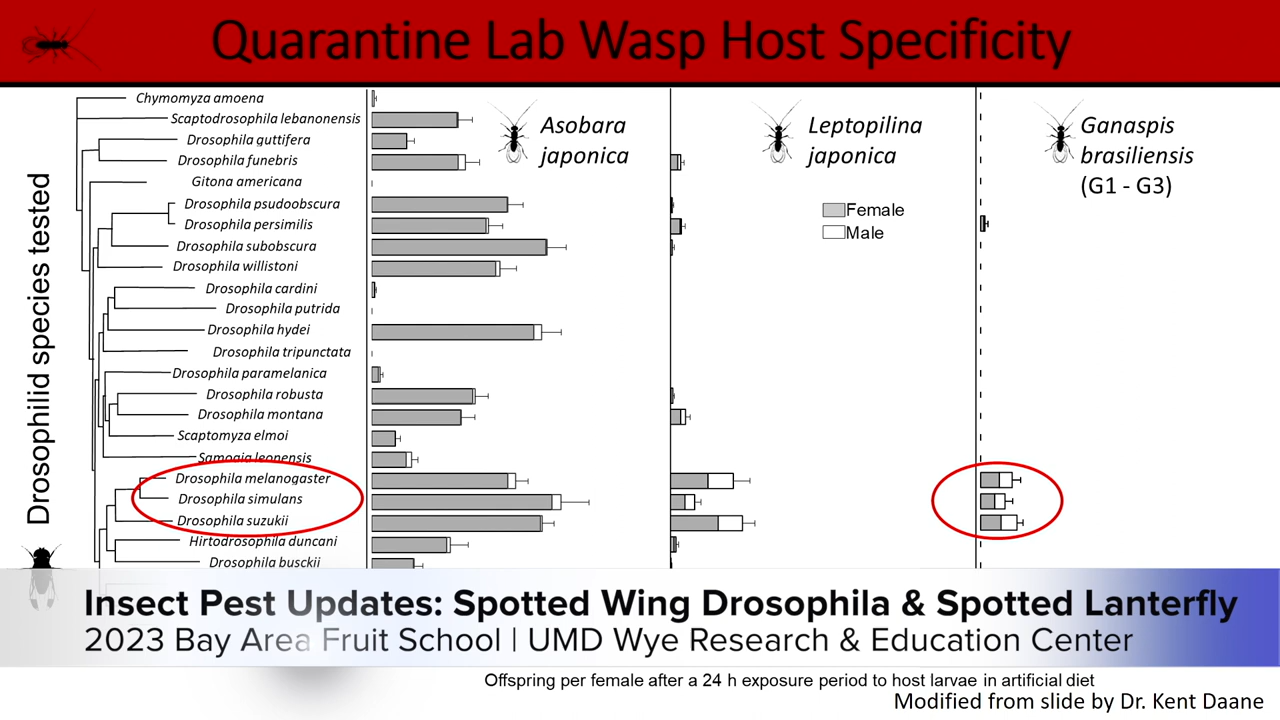 Quarantine Lab Wasp Host Specificity
Drosophilid species tested
Chymomyza amoena
Scaptodrosophila lebanonensis
Drosophila guttifera
Drosophila funebris
Gitona americana
Drosophila psudoobscura
Drosophila persimilis
Drosophila subobscura
Drosophila willistoni
Drosophila cardini
Drosophila putrida
Drosophila hydei
Drosophila tripunctata
Drosophila paramelanica
Drosophila robusta
Drosophila montana
Scaptomyza elmoi
Samoaia leonensis
Drosophila melanogaster
Drosophila simulans
Drosophila suzukii
Hirtodrosophila duncani
Drosophila busckii
Asobara
japonica
Leptopilina
japonica
Female
Male
Ganaspis
brasiliensis
(G1 - G3)
Insect Pest Updates: Spotted Wing Drosophila & Spotted Lanterfly
2023 Bay Area Fruit School | UMD Wye Research & Education Center
Offspring per female after a 24 h exposure period to host larvae in artificial diet
Modified from slide by Dr. Kent Daane